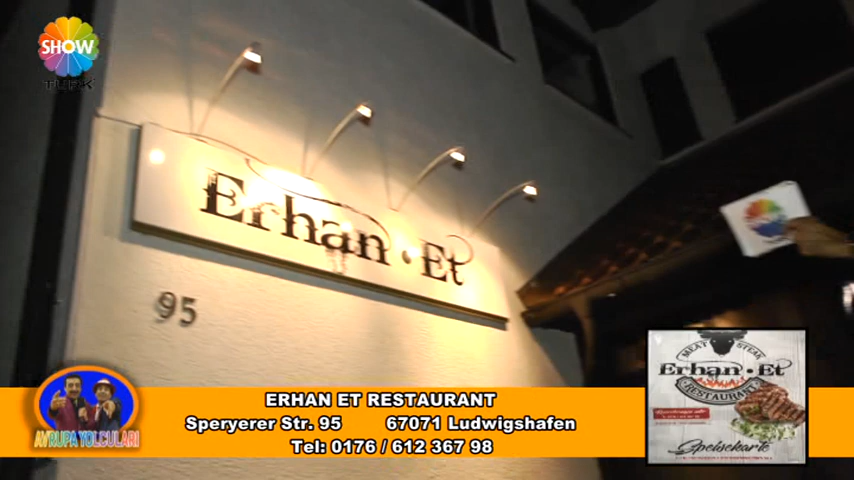 SHOW
TÜRK
Erhan • Et
95
MEAT STEAK
Erhan • Et
RESTAURANT
Speisekarte
AVRUPA YOLCULARI
ERHAN ET RESTAURANT
Speryerer Str. 95 67071 Ludwigshafen
Tel: 0176 / 612 367 98